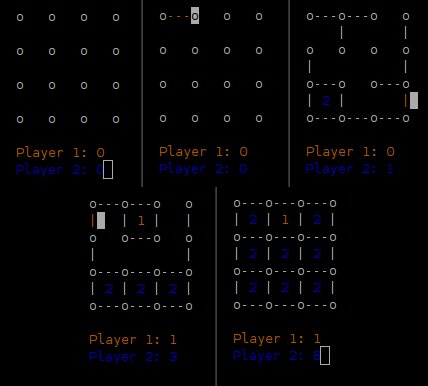 o   o   o   o
o   o   o   o
o   o   o   o
o   o   o   o
Player 1: 0
Player 2: 0
o---o   o   o
o   o   o   o
o   o   o   o
o   o   o   o
Player 1: 0
Player 2: 0
o---o---o   o
    |       |
o   o   o   o
|           |
o---o   o---o
| 2 |       |
o---o---o---o
Player 1: 0
Player 2: 1
o---o---o   o
|   | 1 |   |
o   o---o   o
|           |
o---o---o---o
| 2 | 2 | 2 |
o---o---o---o
Player 1: 1
Player 2: 3
o---o---o---o
| 2 | 1 | 2 |
o---o---o---o
| 2 | 2 | 2 |
o---o---o---o
| 2 | 2 | 2 |
o---o---o---o
Player 1: 1
Player 2: 8